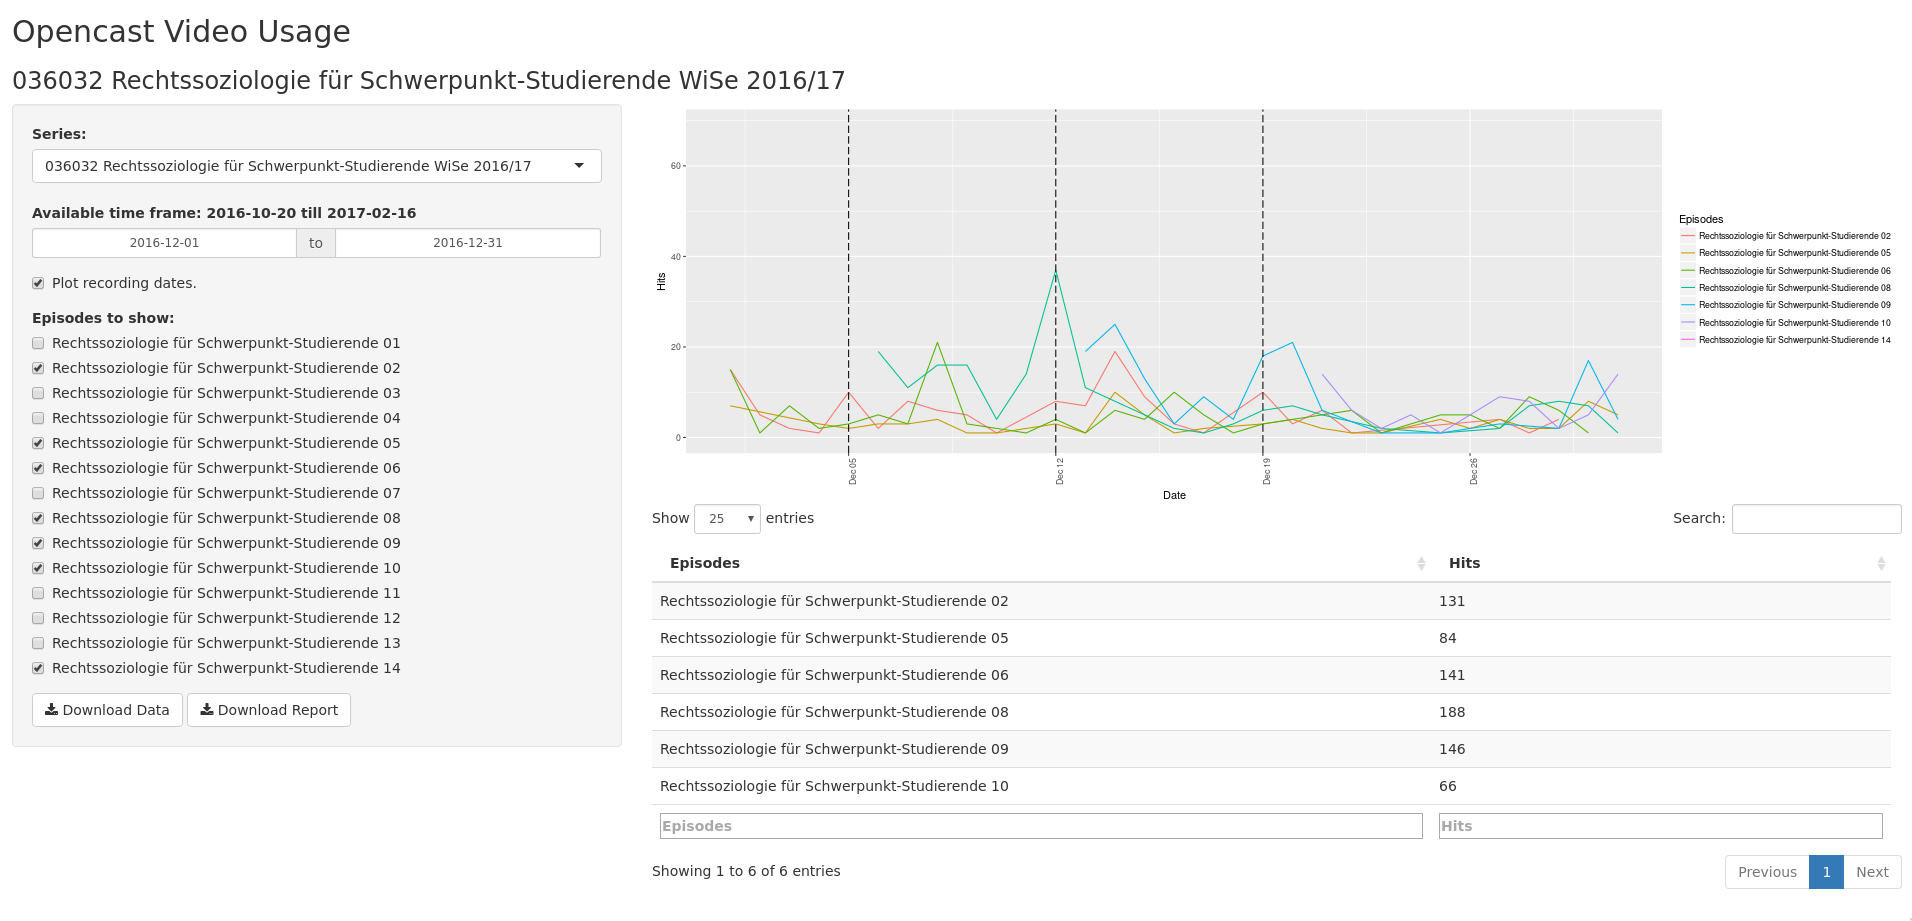 Opencast Video Usage
036032 Rechtssoziologie für Schwerpunkt-Studierende WiSe 2016/17
Series:
036032 Rechtssoziologie für Schwerpunkt-Studierende WiSe 2016/17
Available time frame: 2016-10-20 till 2017-02-16
2016-12-01 to 2016-12-31
Plot recording dates.
Episodes to show:
Rechtssoziologie für Schwerpunkt-Studierende 01
Rechtssoziologie für Schwerpunkt-Studierende 02
Rechtssoziologie für Schwerpunkt-Studierende 03
Rechtssoziologie für Schwerpunkt-Studierende 04
Rechtssoziologie für Schwerpunkt-Studierende 05
Rechtssoziologie für Schwerpunkt-Studierende 06
Rechtssoziologie für Schwerpunkt-Studierende 07
Rechtssoziologie für Schwerpunkt-Studierende 08
Rechtssoziologie für Schwerpunkt-Studierende 09
Rechtssoziologie für Schwerpunkt-Studierende 10
Rechtssoziologie für Schwerpunkt-Studierende 11
Rechtssoziologie für Schwerpunkt-Studierende 12
Rechtssoziologie für Schwerpunkt-Studierende 13
Rechtssoziologie für Schwerpunkt-Studierende 14
Download Data Download Report
Hits
60
40
20
0
Dec 05
Dec 12
Dec 19
Dec 26
Date
Episodes
Rechtssoziologie für Schwerpunkt-Studierende 02
Rechtssoziologie für Schwerpunkt-Studierende 05
Rechtssoziologie für Schwerpunkt-Studierende 06
Rechtssoziologie für Schwerpunkt-Studierende 08
Rechtssoziologie für Schwerpunkt-Studierende 09
Rechtssoziologie für Schwerpunkt-Studierende 10
Rechtssoziologie für Schwerpunkt-Studierende 14
Show 25 entries
Search:
Episodes Hits
Rechtssoziologie für Schwerpunkt-Studierende 02 131
Rechtssoziologie für Schwerpunkt-Studierende 05 84
Rechtssoziologie für Schwerpunkt-Studierende 06 141
Rechtssoziologie für Schwerpunkt-Studierende 08 188
Rechtssoziologie für Schwerpunkt-Studierende 09 146
Rechtssoziologie für Schwerpunkt-Studierende 10 66
Episodes Hits
Showing 1 to 6 of 6 entries
Previous 1 Next